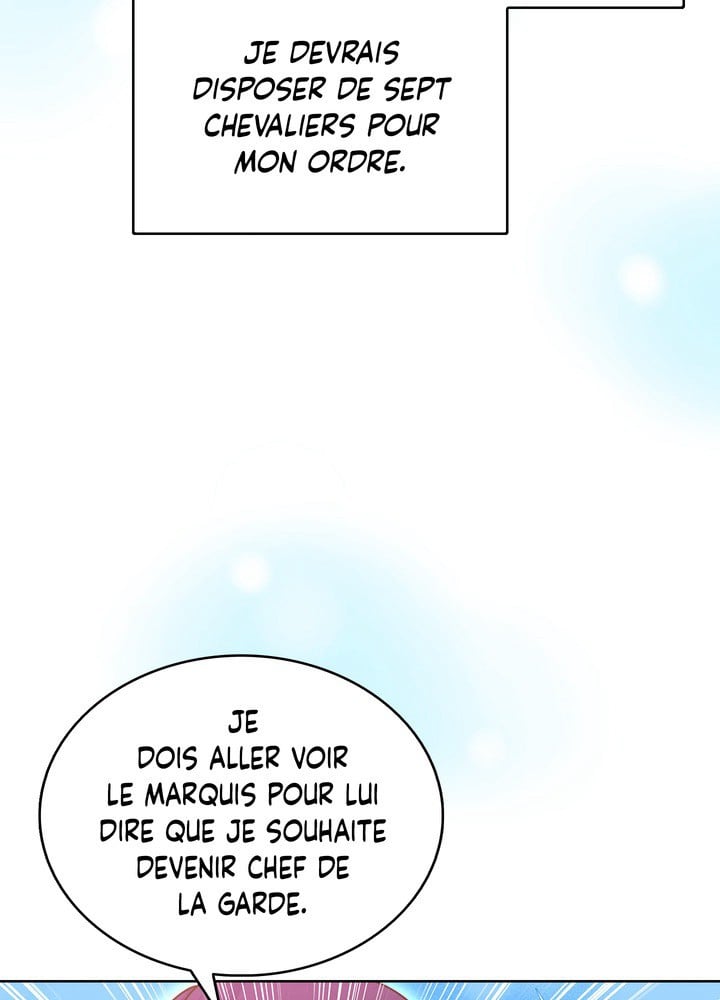 JE DEVRAIS
DISPOSER DE SEPT
CHEVALIERS POUR
MON ORDRE.
JE
DOIS ALLER VOIR
LE MARQUIS POUR LUI
DIRE QUE JE SOUHAITE
DEVENIR CHEF DE
LA GARDE.